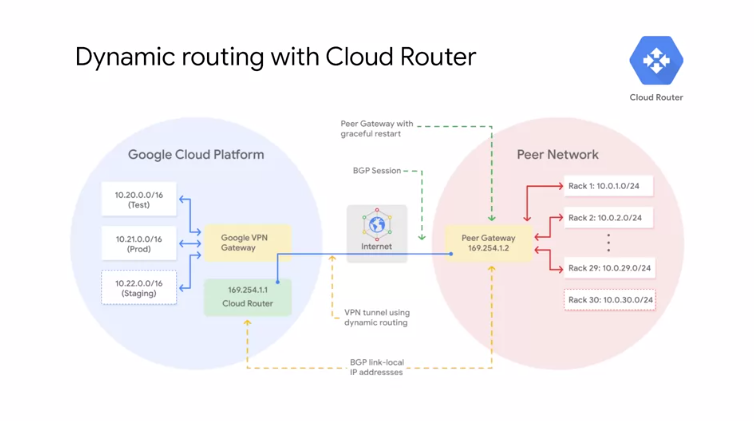 Dynamic routing with Cloud Router
Cloud Router
Peer Gateway with
graceful restart
Google Cloud Platform
Peer Network
BGP Session
10.20.0.0/16
(Test)
Rack 1: 10.0.1.0/24
Rack 2: 10.0.2.0/24
10.21.0.0/16
(Prod)
Google VPN
Gateway
Internet
Peer Gateway
169.254.1.2
Rack 29: 10.0.29.0/24
10.22.0.0/16
(Staging)
169.254.1.1
Cloud Router
Rack 30: 10.0.30.0/24
VPN tunnel using
dynamic routing
BGP link-local
IP addressses